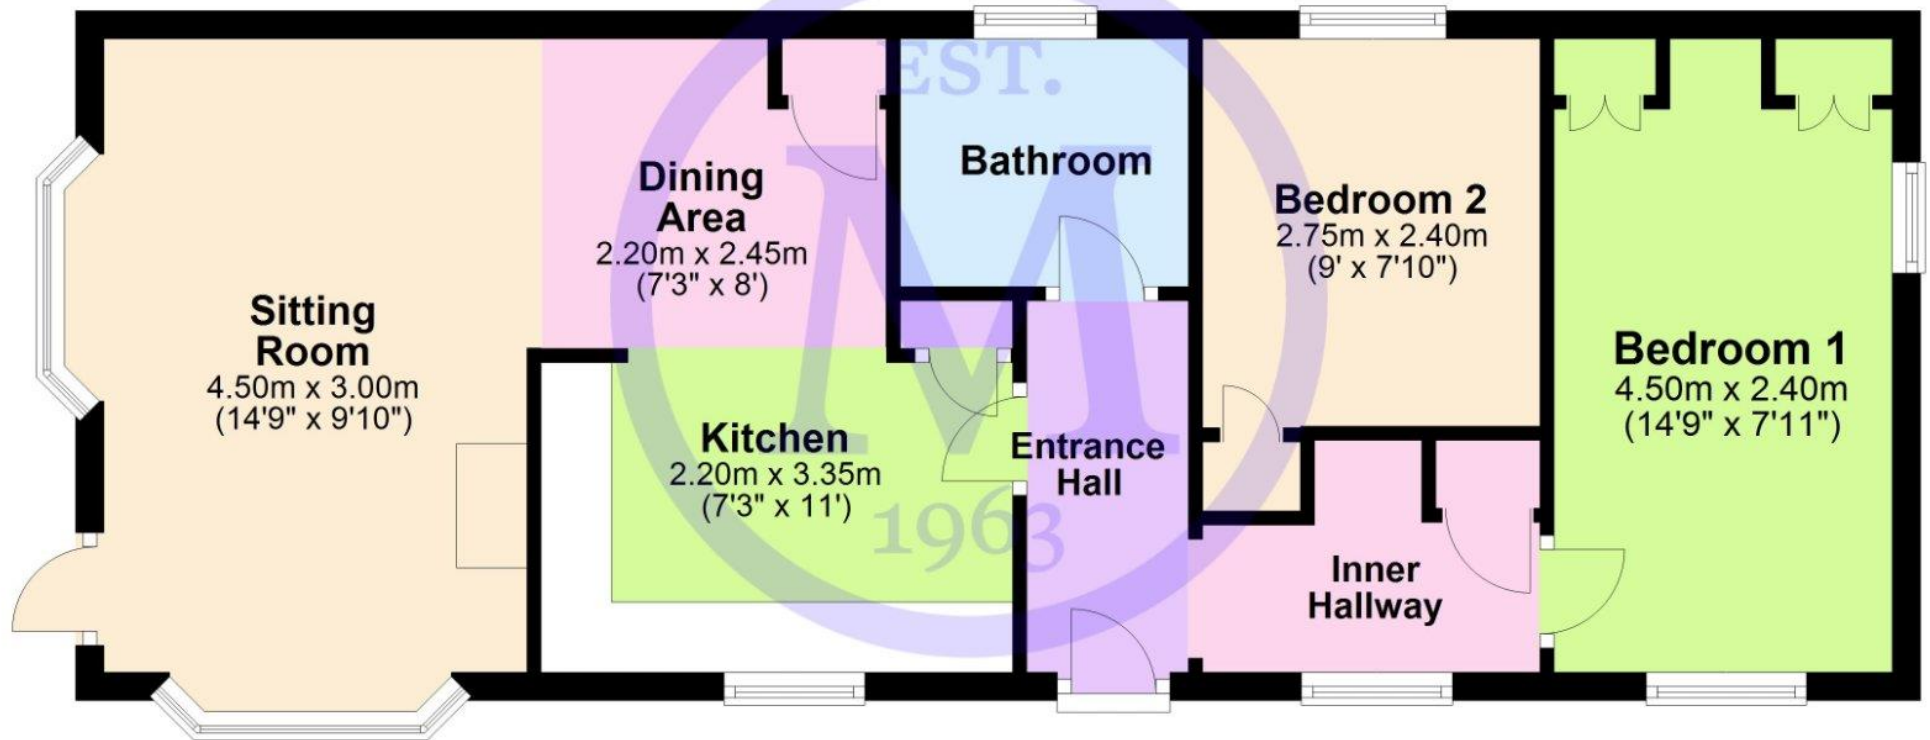 EST.
Bathroom
Dining
Area
2.20m x 2.45m
(7'3" x 8')
Bedroom 2
2.75m x 2.40m
(9' x 7'10")
Sitting
Room
4.50m x 3.00m
(14'9" x 9'10")
Bedroom 1
4.50m x 2.40m
(14'9" x 7'11")
M
Kitchen
2.20m x 3.35m
(7'3" x 11')
Entrance
Hall
1963
Inner
Hallway